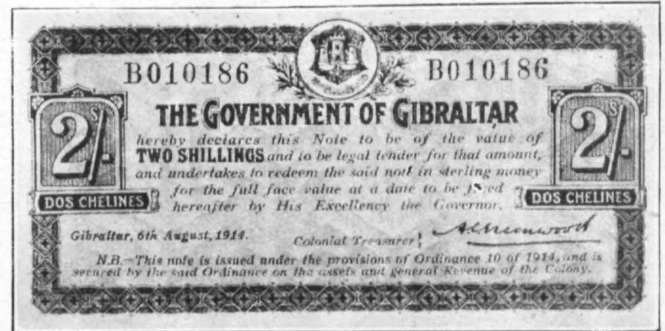 B010186 B010186
THE GOVERNMENT OF GIBRALTAR
2/- 2/-
hereby declares this Note to be of the value of
TWO SHILLINGS and to be legal tender for that amount,
and undertakes to redeem the said note in sterling money
for the full face value at a date to be fixed
hereafter by His Excellency the Governor.
DOS CHELINES DOS CHELINES
Gibraltar, 6th August, 1914. Colonial Treasurer
N.B.—This note is issued under the provisions of Ordinance 10 of 1914, and is
secured by the said Ordinance on the assets and general Revenue of the Colony.